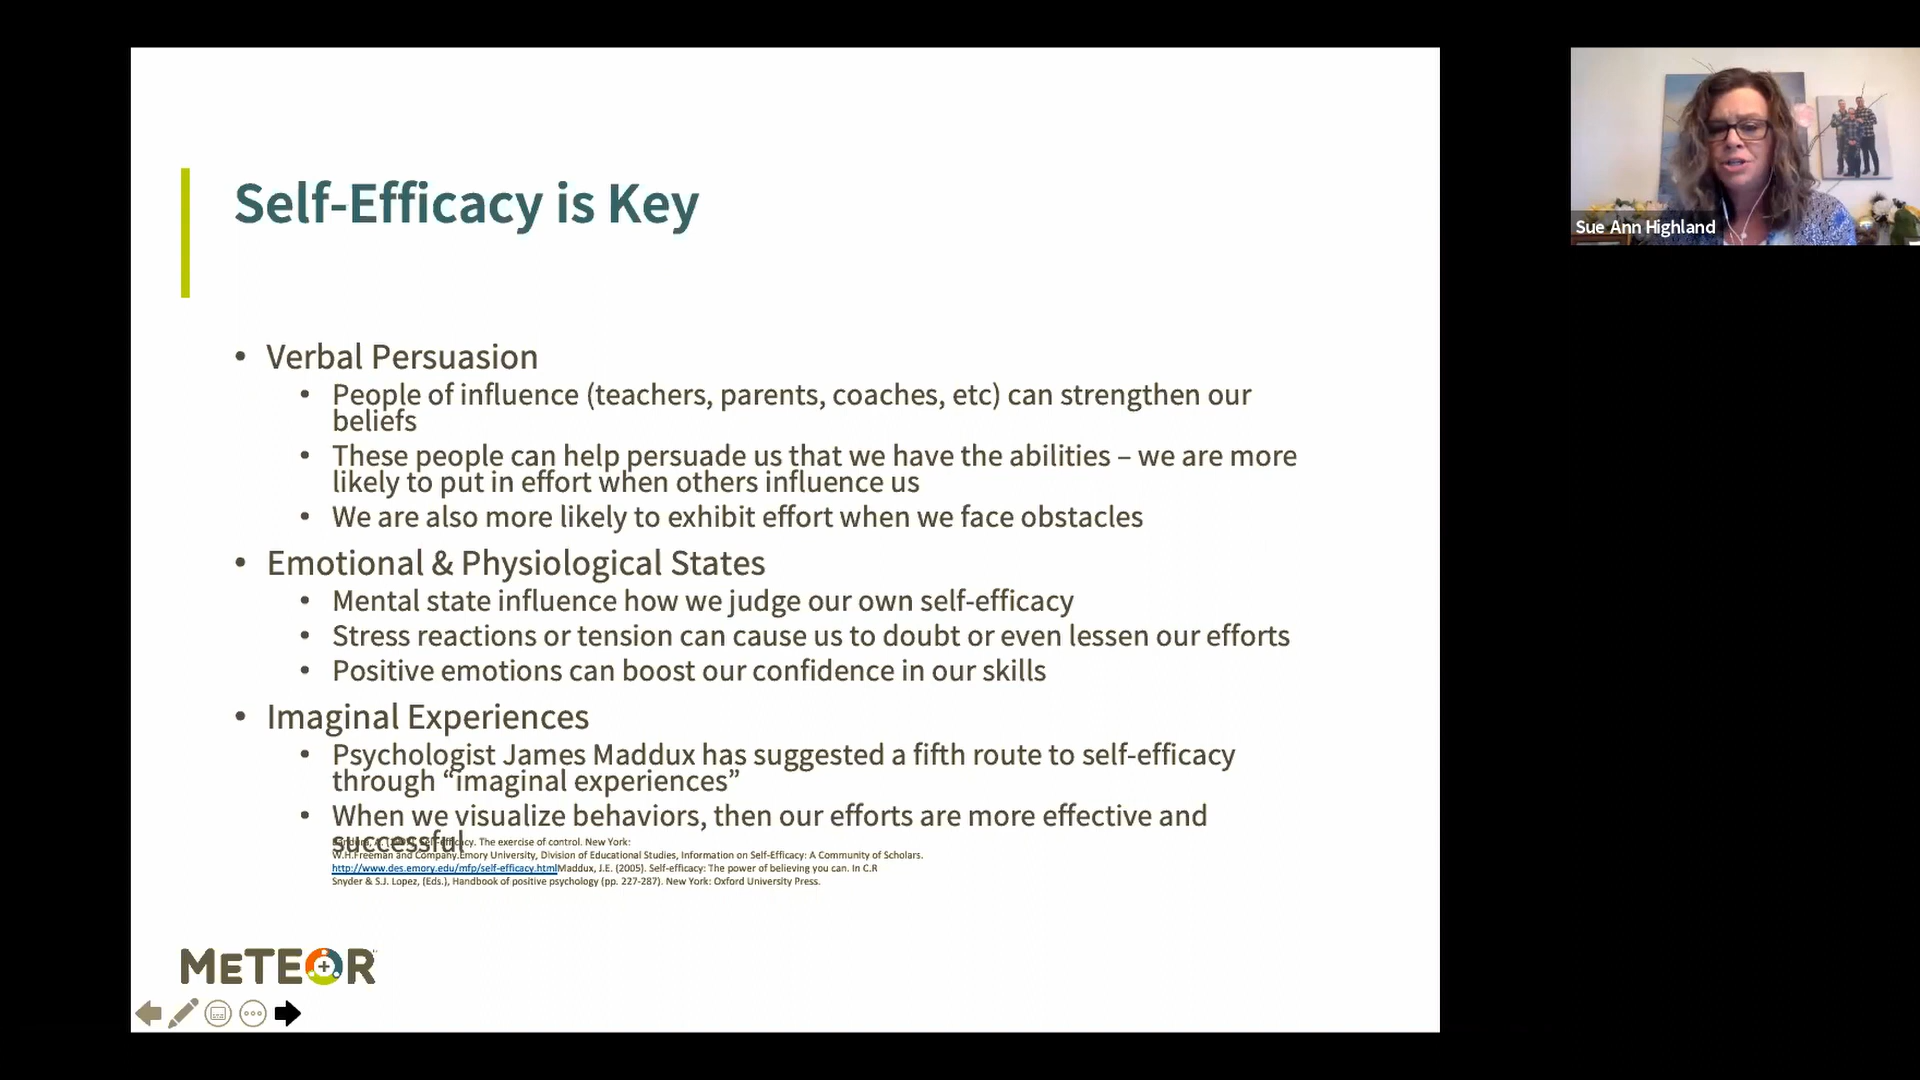 Self-Efficacy is Key
Sue Ann Highland
• Verbal Persuasion
• People of influence (teachers, parents, coaches, etc) can strengthen our
beliefs
• These people can help persuade us that we have the abilities – we are more
likely to put in effort when others influence us
• We are also more likely to exhibit effort when we face obstacles
• Emotional & Physiological States
• Mental state influence how we judge our own self-efficacy
• Stress reactions or tension can cause us to doubt or even lessen our efforts
• Positive emotions can boost our confidence in our skills
• Imaginal Experiences
• Psychologist James Maddux has suggested a fifth route to self-efficacy
through “imaginal experiences”
• When we visualize behaviors, then our efforts are more effective and
successful
The exercise of control. New York:
W.H.Freeman and Company.Emory University, Division of Educational Studies, Information on Self-Efficacy: A Community of Scholars.
http://www.des.emory.edu/mfp/self-efficacy.htmlMaddux, J.E. (2005). Self-efficacy: The power of believing you can. In C.R
Snyder & S.J. Lopez, (Eds.), Handbook of positive psychology (pp. 227-287). New York: Oxford University Press.
METEOR